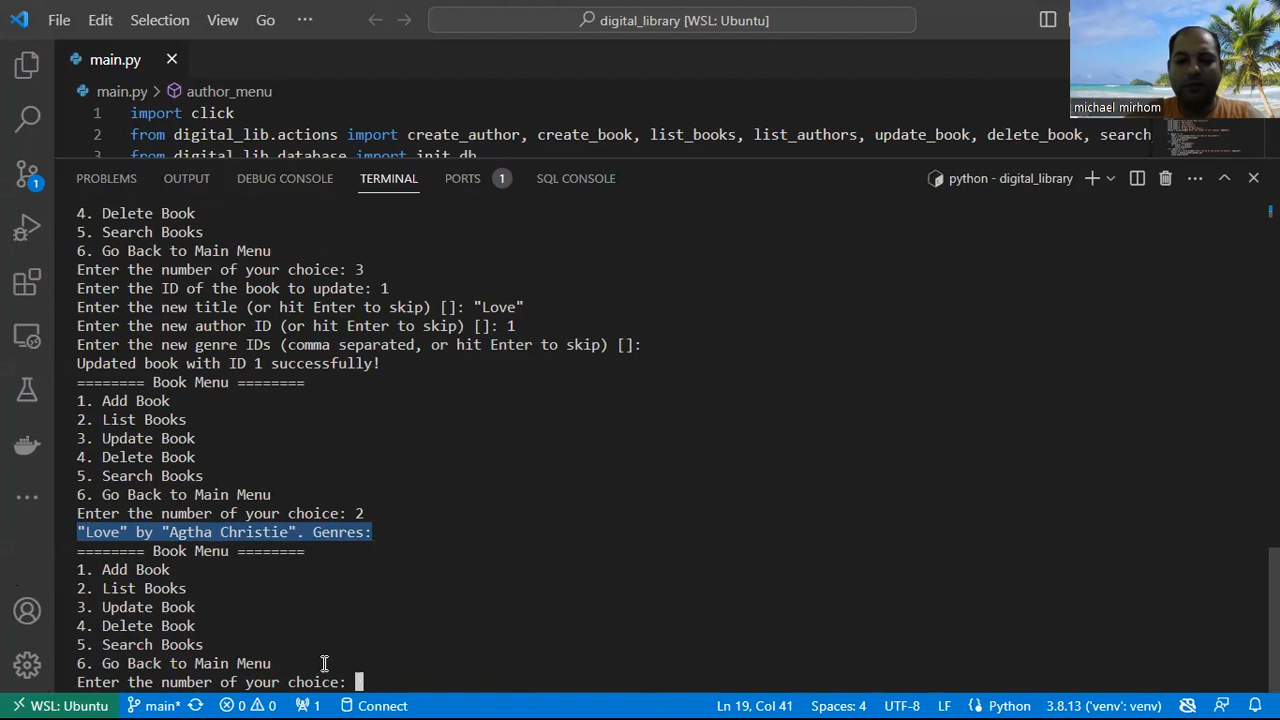 File Edit Selection View Go ··· digital_library [WSL: Ubuntu]
main.py
main.py > author_menu
michael mirhom
1 import click
2 from digital_lib.actions import create_author, create_book, list_books, list_authors, update_book, delete_book, search
3 from digital_lib.database import init_db
PROBLEMS OUTPUT DEBUG CONSOLE TERMINAL PORTS 1 SQL CONSOLE python - digital_library
4. Delete Book
5. Search Books
6. Go Back to Main Menu
Enter the number of your choice: 3
Enter the ID of the book to update: 1
Enter the new title (or hit Enter to skip) []: "Love"
Enter the new author ID (or hit Enter to skip) []: 1
Enter the new genre IDs (comma separated, or hit Enter to skip) []:
Updated book with ID 1 successfully!
======== Book Menu ========
1. Add Book
2. List Books
3. Update Book
4. Delete Book
5. Search Books
6. Go Back to Main Menu
Enter the number of your choice: 2
"Love" by "Agtha Christie". Genres:
======== Book Menu ========
1. Add Book
2. List Books
3. Update Book
4. Delete Book
5. Search Books
6. Go Back to Main Menu
Enter the number of your choice:
1
WSL: Ubuntu main* 0 0 1 Connect Ln 19, Col 41 Spaces: 4 UTF-8 LF Python 3.8.13 ('venv': venv)